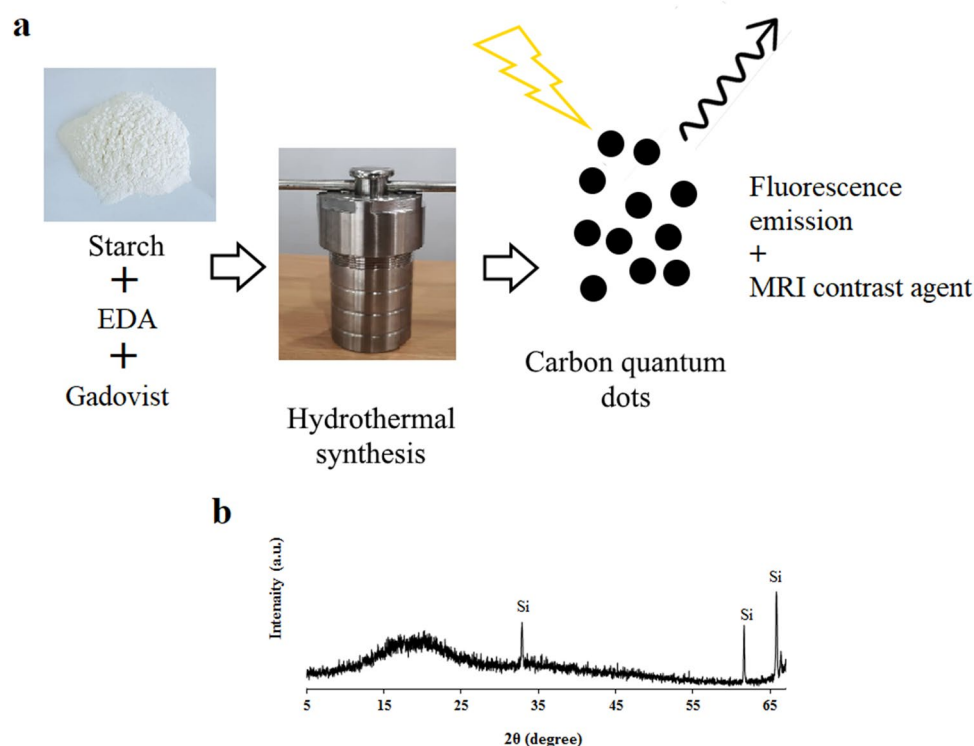 a
Starch
+
EDA
+
Gadovist
Hydrothermal
synthesis
Carbon quantum
dots
Fluorescence
emission
+
MRI contrast agent
b
Intenaity (a.u.)
Si
Si
Si
5
15
25
35
45
55
65
2θ (degree)